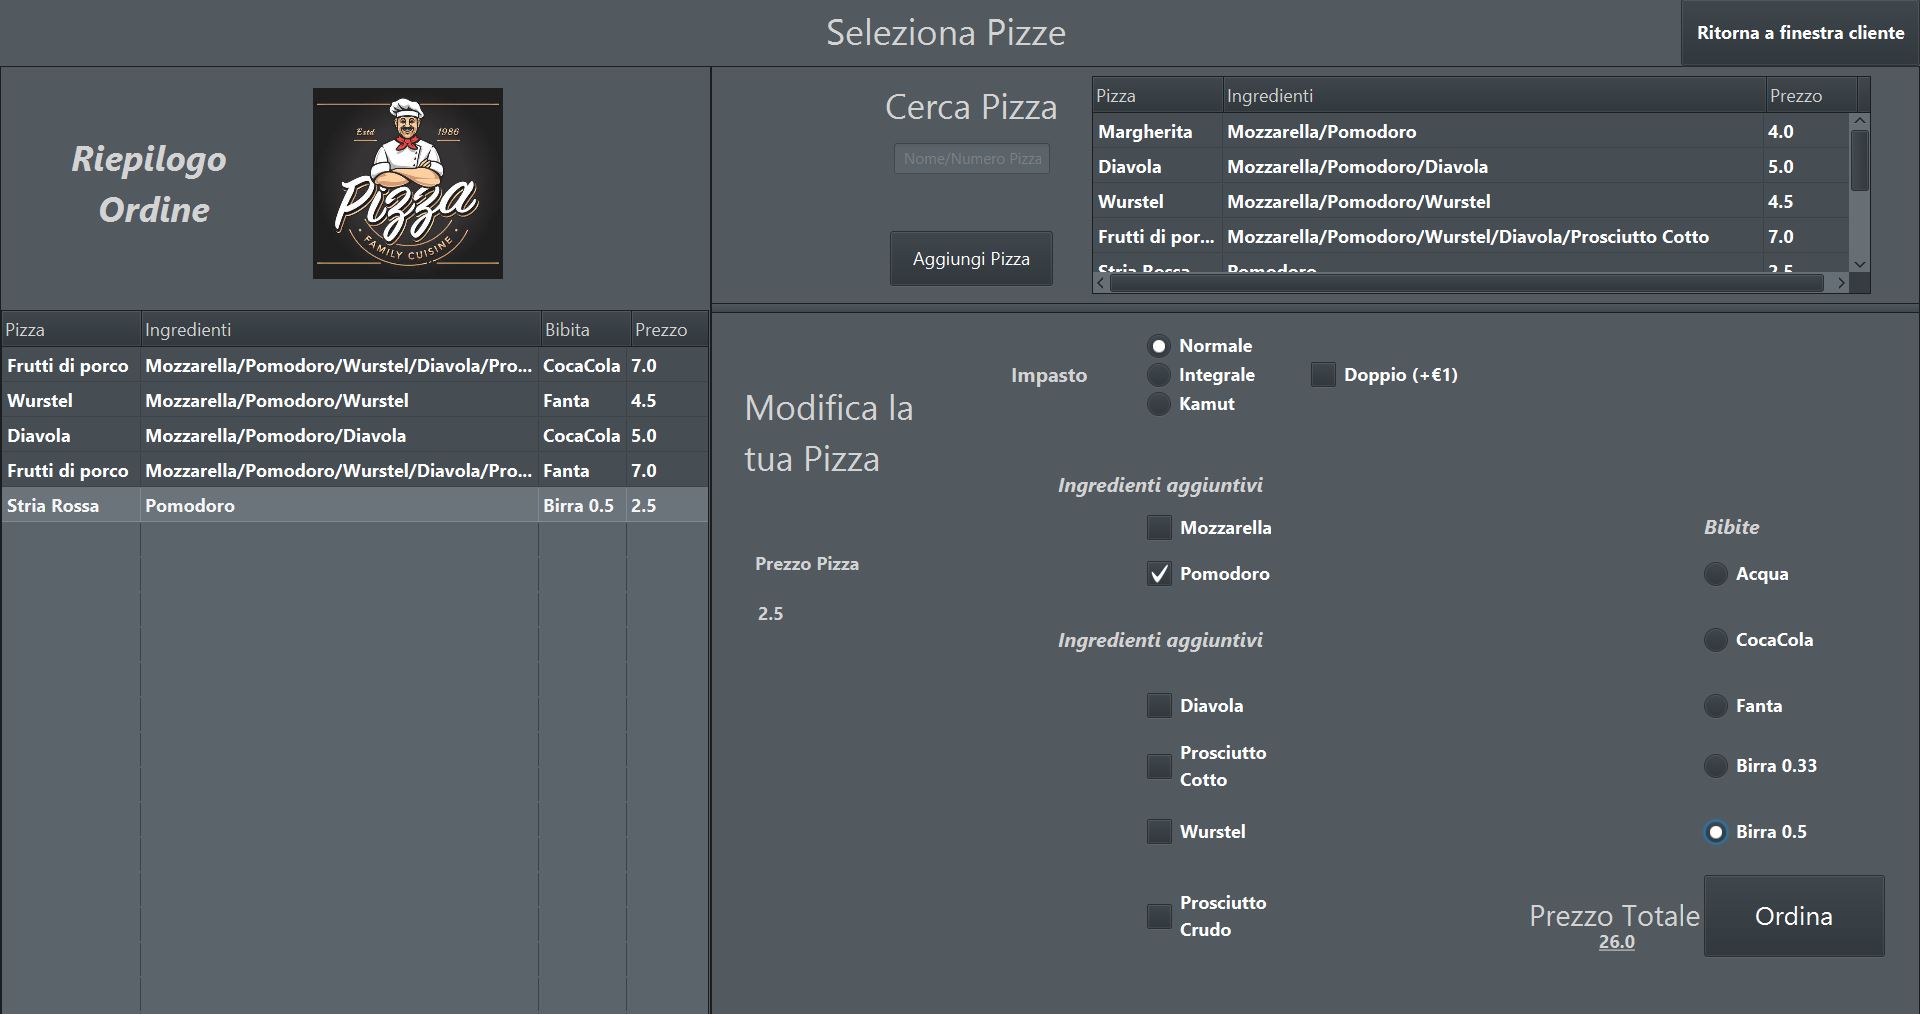 Seleziona Pizze
Ritorna a finestra cliente
Riepilogo
Ordine
Estd 1986
Pizza
FAMILY CUISINE
Cerca Pizza
Nome/Numero Pizza
Aggiungi Pizza
Pizza Ingredienti Prezzo
Margherita Mozzarella/Pomodoro 4.0
Diavola Mozzarella/Pomodoro/Diavola 5.0
Wurstel Mozzarella/Pomodoro/Wurstel 4.5
Frutti di por... Mozzarella/Pomodoro/Wurstel/Diavola/Prosciutto Cotto 7.0
Stria Rossa Pomodoro 2.5
Pizza Ingredienti Bibita Prezzo
Frutti di porco Mozzarella/Pomodoro/Wurstel/Diavola/Pro... CocaCola 7.0
Wurstel Mozzarella/Pomodoro/Wurstel Fanta 4.5
Diavola Mozzarella/Pomodoro/Diavola CocaCola 5.0
Frutti di porco Mozzarella/Pomodoro/Wurstel/Diavola/Pro... Fanta 7.0
Stria Rossa Pomodoro Birra 0.5 2.5
Modifica la
tua Pizza
Prezzo Pizza
2.5
Impasto
Normale
Integrale
Kamut
Doppio (+€1)
Ingredienti aggiuntivi
Mozzarella
Pomodoro
Ingredienti aggiuntivi
Diavola
Prosciutto
Cotto
Wurstel
Prosciutto
Crudo
Bibite
Acqua
CocaCola
Fanta
Birra 0.33
Birra 0.5
Prezzo Totale
26.0
Ordina